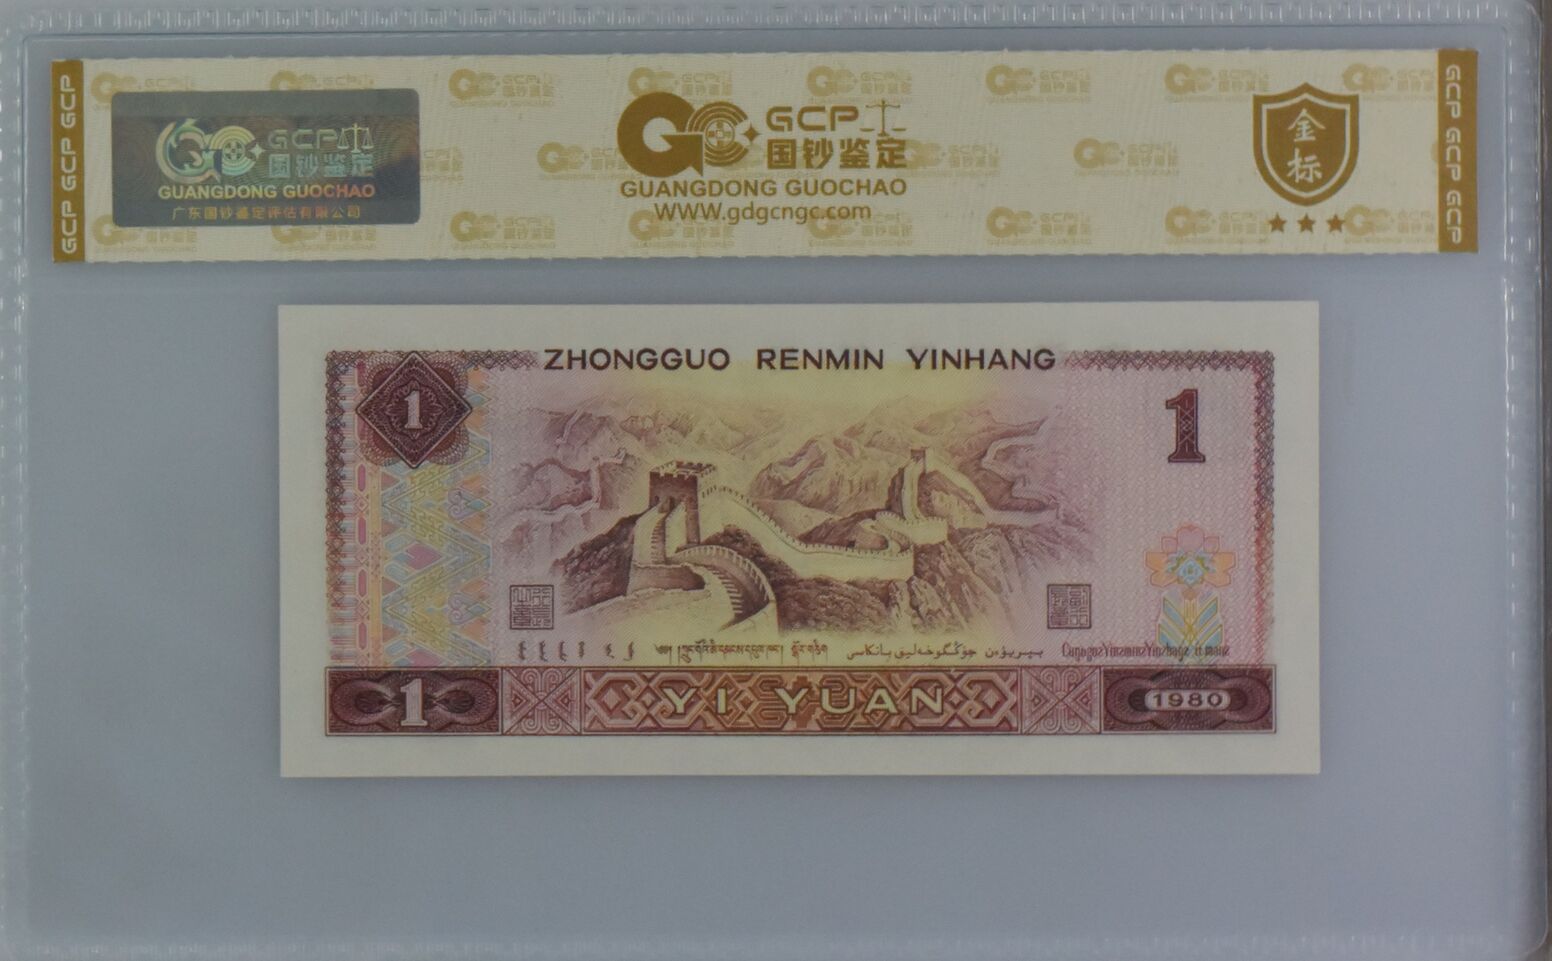 GCP GCP GCP
GCP
国钞鉴定
GUANGDONG GUOCHAO
广东国钞鉴定评估有限公司
GCP
国钞鉴定
GUANGDONG GUOCHAO
WWW.gdgcngc.com
金标
GCP GCP GCP
ZHONGGUO RENMIN YINHANG
1
1
1
YI YUAN
1980